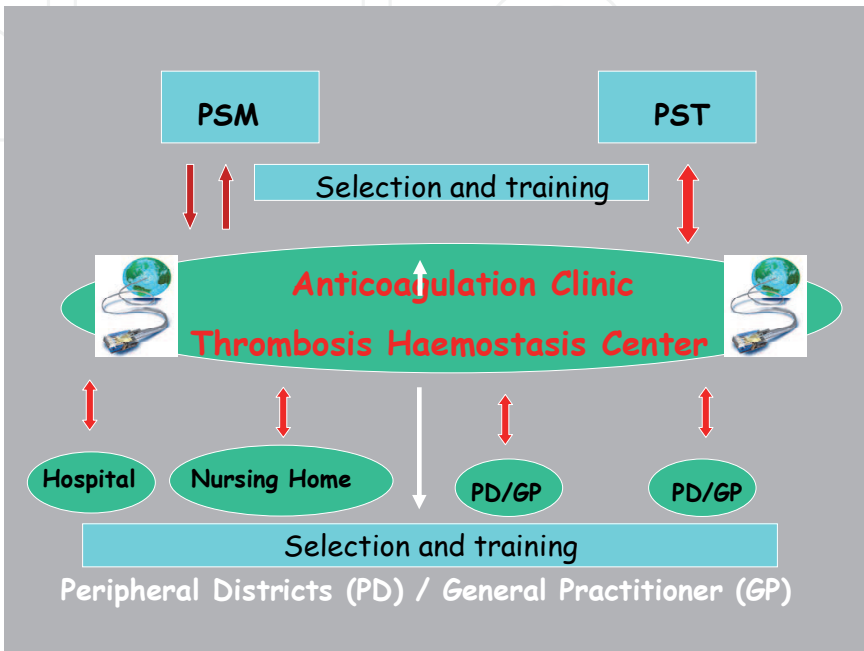 PSM
PST
Selection and training
Anticoagulation Clinic
Thrombosis Haemostasis Center
Hospital
Nursing Home
PD/GP
PD/GP
Selection and training
Peripheral Districts (PD) / General Practitioner (GP)